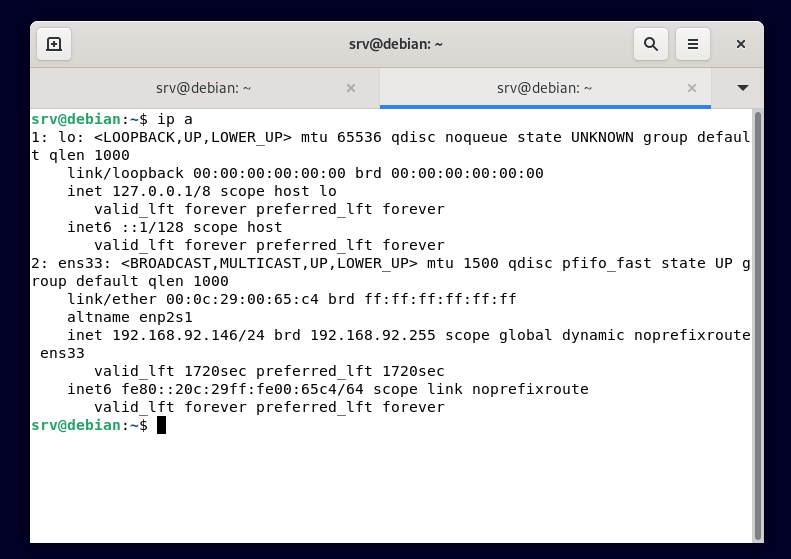 srv@debian: ~
srv@debian: ~
srv@debian: ~
srv@debian:~$ ip a
1: lo: <LOOPBACK,UP,LOWER_UP> mtu 65536 qdisc noqueue state UNKNOWN group defaul
t qlen 1000
    link/loopback 00:00:00:00:00:00 brd 00:00:00:00:00:00
    inet 127.0.0.1/8 scope host lo
       valid_lft forever preferred_lft forever
    inet6 ::1/128 scope host
       valid_lft forever preferred_lft forever
2: ens33: <BROADCAST,MULTICAST,UP,LOWER_UP> mtu 1500 qdisc pfifo_fast state UP g
roup default qlen 1000
    link/ether 00:0c:29:00:65:c4 brd ff:ff:ff:ff:ff:ff
    altname enp2s1
    inet 192.168.92.146/24 brd 192.168.92.255 scope global dynamic noprefixroute
 ens33
       valid_lft 1720sec preferred_lft 1720sec
    inet6 fe80::20c:29ff:fe00:65c4/64 scope link noprefixroute
       valid_lft forever preferred_lft forever
srv@debian:~$